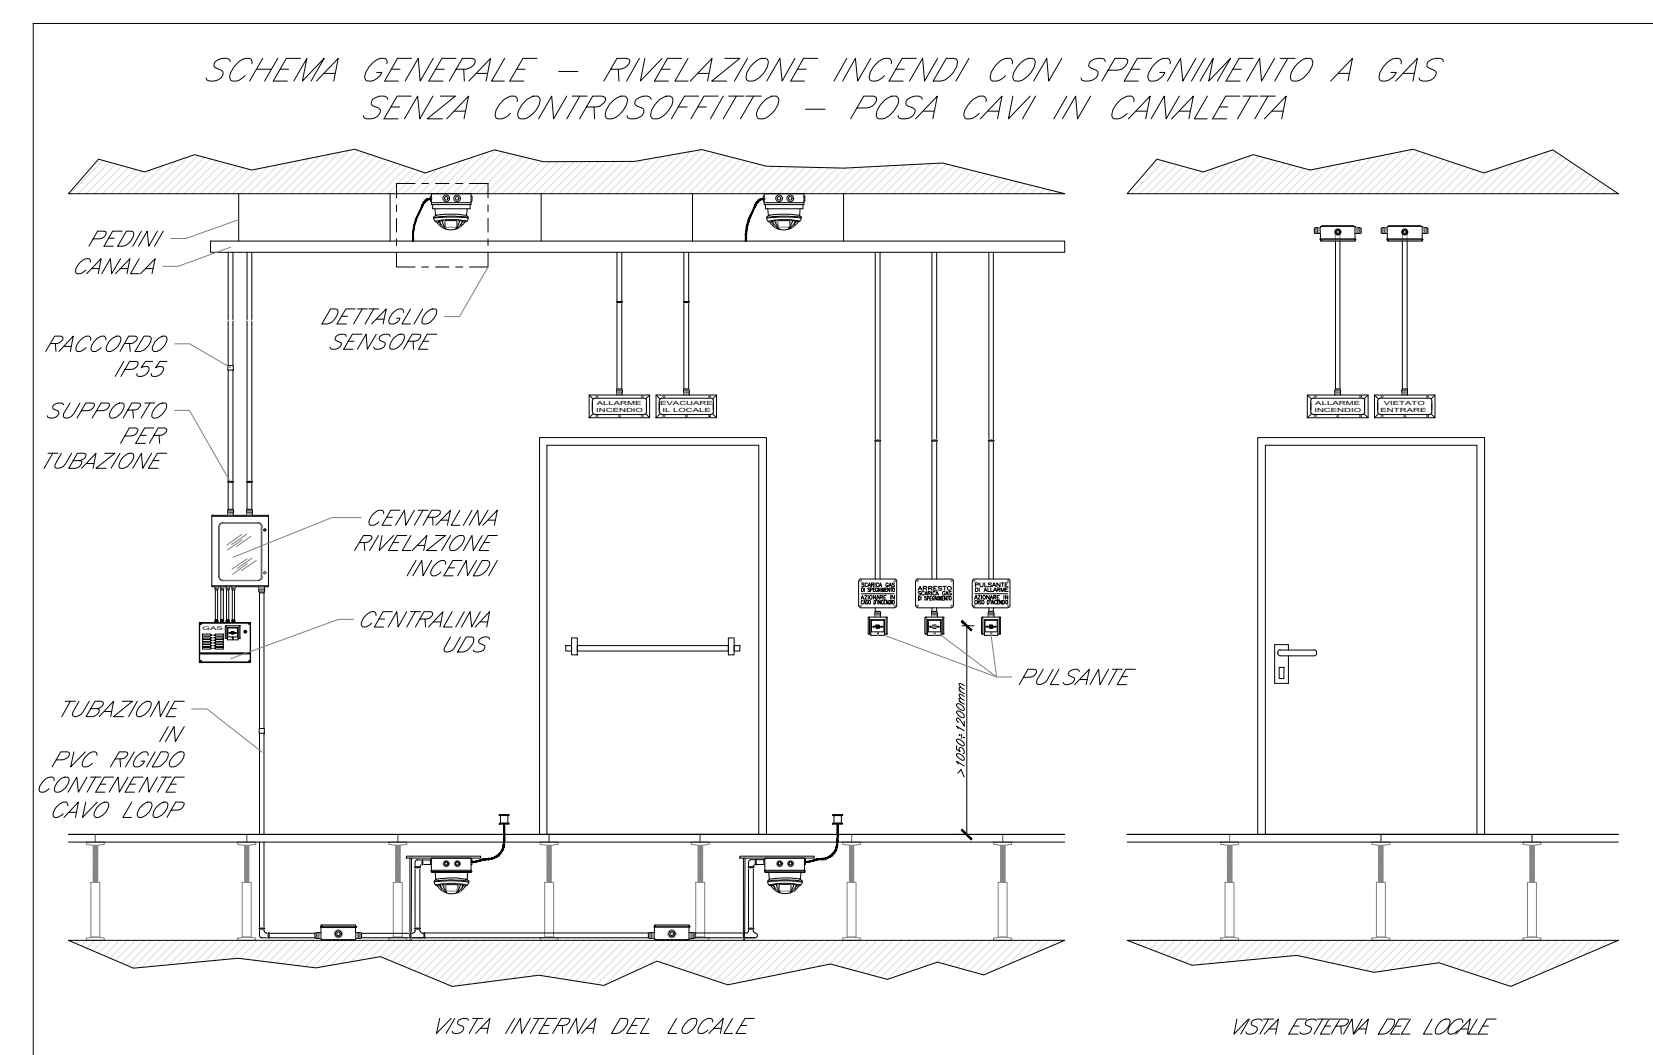 SCHEMA GENERALE – RIVELAZIONE INCENDI CON SPEGNIMENTO A GAS
SENZA CONTROSOFFITTO – POSA CAVI IN CANALETTA
PEDINI
CANALA
DETTAGLIO
SENSORE
RACCORDO
IP55
SUPPORTO
PER
TUBAZIONE
ALLARME
INCENDIO
EVACUARE
IL LOCALE
ALLARME
INCENDIO
VIETATO
ENTRARE
CENTRALINA
RIVELAZIONE
INCENDI
SCARICA GAS
DI SPEGNIMENTO
AZIONARE IN
CASO D'INCENDIO
ARRESTO
SCARICA GAS
DI SPEGNIMENTO
PULSANTE
DI ALLARME
AZIONARE IN
CASO D'INCENDIO
GAS
CENTRALINA
UDS
PULSANTE
>1050÷1200mm
TUBAZIONE
IN
PVC RIGIDO
CONTENENTE
CAVO LOOP
VISTA INTERNA DEL LOCALE
VISTA ESTERNA DEL LOCALE